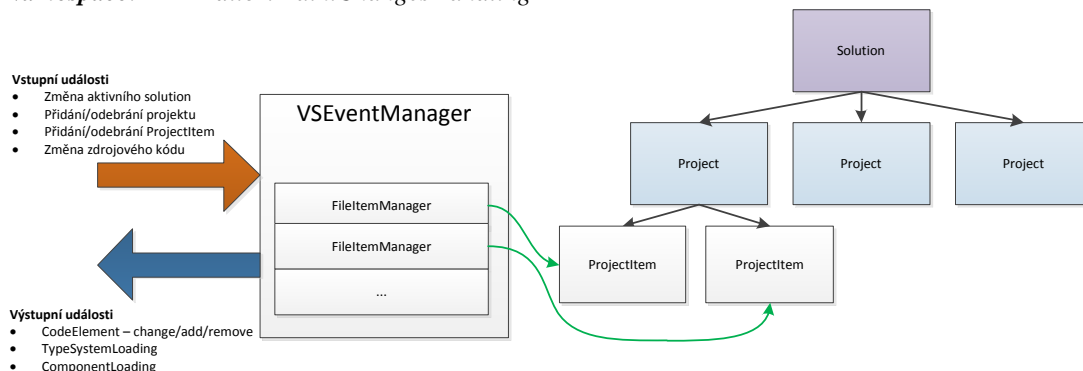 Vstupní události
• Změna aktivního solution
• Přidání/odebrání projektu
• Přidání/odebrání ProjectItem
• Změna zdrojového kódu
VSEventManager
FileItemManager
FileItemManager
...
Solution
Project
Project
Project
ProjectItem
ProjectItem
Výstupní události
• CodeElement – change/add/remove
• TypeSystemLoading
• ComponentLoading